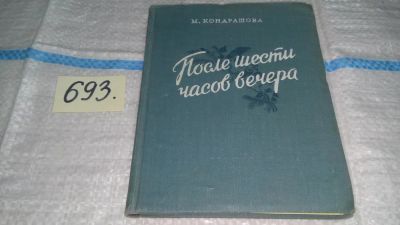 693.
М. КОНДРАШОВА
После шести
часов вечера